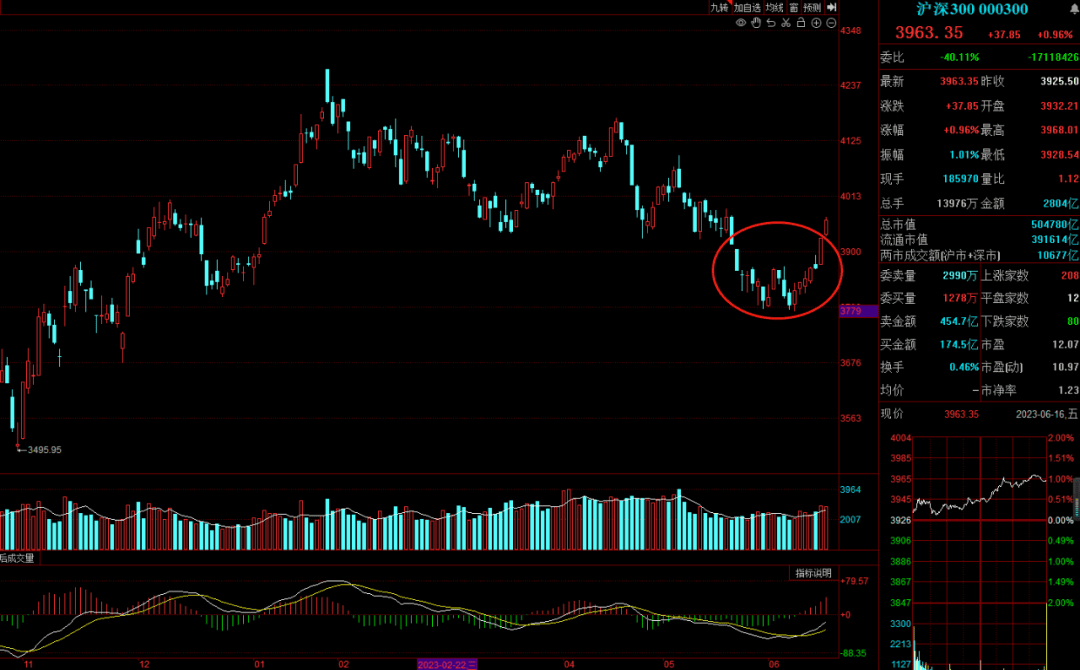 九转 加自选 均线 窗 预测
沪深300 000300
3963.35 +37.85 +0.96%
委比 -40.11% -17118426
最新 3963.35 昨收 3925.50
涨跌 +37.85 开盘 3932.21
涨幅 +0.96% 最高 3968.01
振幅 1.01% 最低 3928.54
现手 185970 量比 1.12
总手 13976万 金额 2804亿
总市值 504780亿
流通市值 391614亿
两市成交额(沪市+深市) 10677亿
委卖量 2990万 上涨家数 208
委买量 1278万 平盘家数 12
卖金额 454.7亿 下跌家数 80
买金额 174.5亿 市盈 12.07
换手 0.46% 市盈(动) 10.97
均价 — 市净率 1.23
现价 3963.35 2023-06-16,五
4348
4237
4125
4013
3900
3779
3676
3563
←3495.95
3964
2007
后成交量
指标说明
+79.57
+0
-88.35
11 12 01 02 2023-02-22,三 04 05 06
4004 2.00%
3985 1.51%
3965 1.00%
3945 0.51%
3926 0.00%
3906 0.49%
3886 1.00%
3867 1.49%
3847 2.00%
3300
2213
1127